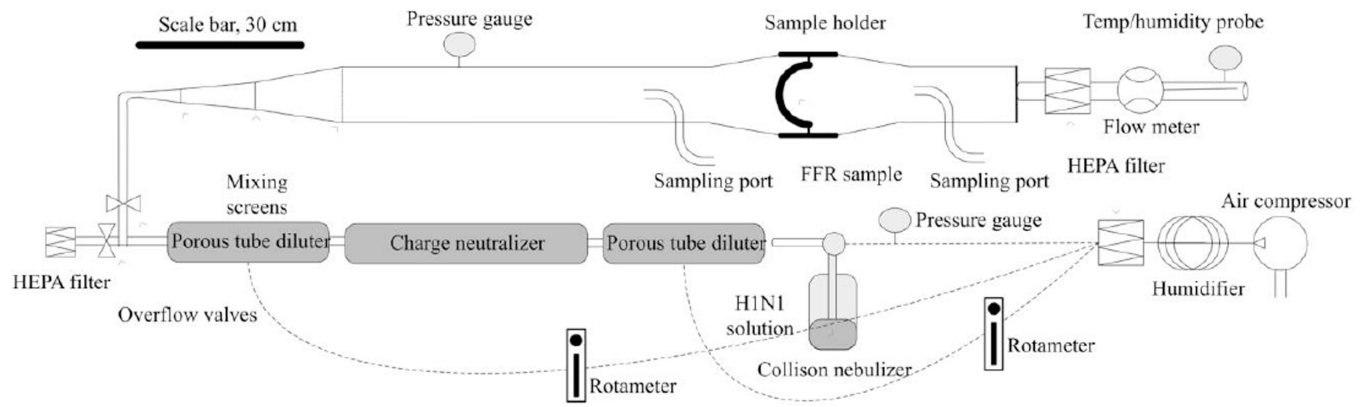 Scale bar, 30 cm
Pressure gauge
Sample holder
Temp/humidity probe
Flow meter
HEPA filter
Sampling port
FFR sample
Sampling port
Mixing
screens
Porous tube diluter
Charge neutralizer
Porous tube diluter
Pressure gauge
Air compressor
HEPA filter
Humidifier
Overflow valves
H1N1
solution
Collison nebulizer
Rotameter
Rotameter